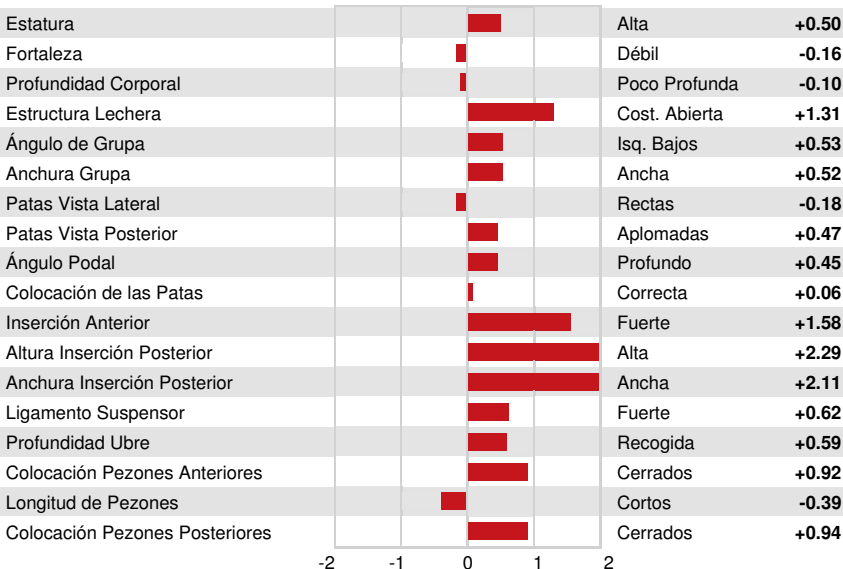 Estatura Alta +0.50
Fortaleza Débil -0.16
Profundidad Corporal Poco Profunda -0.10
Estructura Lechera Cost. Abierta +1.31
Ángulo de Grupa Isq. Bajos +0.53
Anchura Grupa Ancha +0.52
Patas Vista Lateral Rectas -0.18
Patas Vista Posterior Aplomadas +0.47
Ángulo Podal Profundo +0.45
Colocación de las Patas Correcta +0.06
Inserción Anterior Fuerte +1.58
Altura Inserción Posterior Alta +2.29
Anchura Inserción Posterior Ancha +2.11
Ligamento Suspensor Fuerte +0.62
Profundidad Ubre Recogida +0.59
Colocación Pezones Anteriores Cerrados +0.92
Longitud de Pezones Cortos -0.39
Colocación Pezones Posteriores Cerrados +0.94
-2 -1 0 1 2